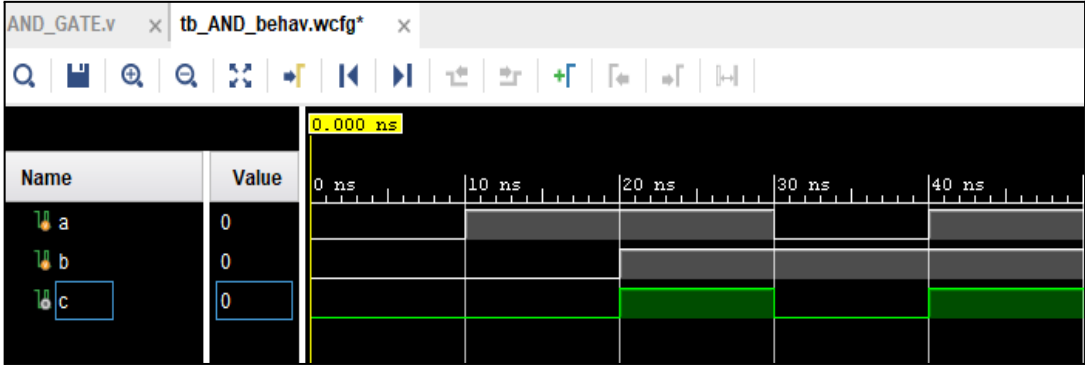 AND_GATE.v × tb_AND_behav.wcfg* ×
0.000 ns
Name Value 0 ns 10 ns 20 ns 30 ns 40 ns
a 0
b 0
c 0